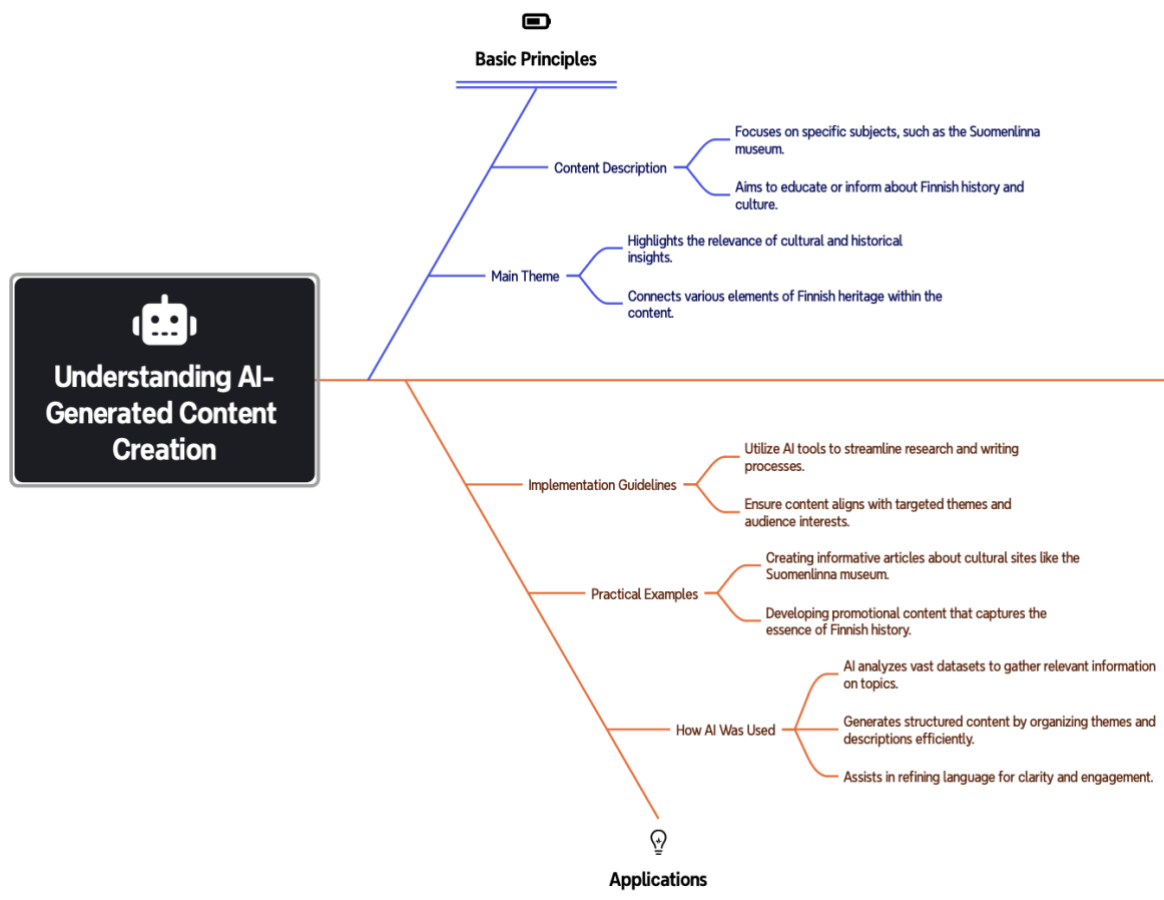 Basic Principles
Content Description
Focuses on specific subjects, such as the Suomenlinna
museum.
Aims to educate or inform about Finnish history and
culture.
Main Theme
Highlights the relevance of cultural and historical
insights.
Connects various elements of Finnish heritage within the
content.
Understanding AI-
Generated Content
Creation
Implementation Guidelines
Utilize AI tools to streamline research and writing
processes.
Ensure content aligns with targeted themes and
audience interests.
Practical Examples
Creating informative articles about cultural sites like the
Suomenlinna museum.
Developing promotional content that captures the
essence of Finnish history.
How AI Was Used
AI analyzes vast datasets to gather relevant information
on topics.
Generates structured content by organizing themes and
descriptions efficiently.
Assists in refining language for clarity and engagement.
Applications